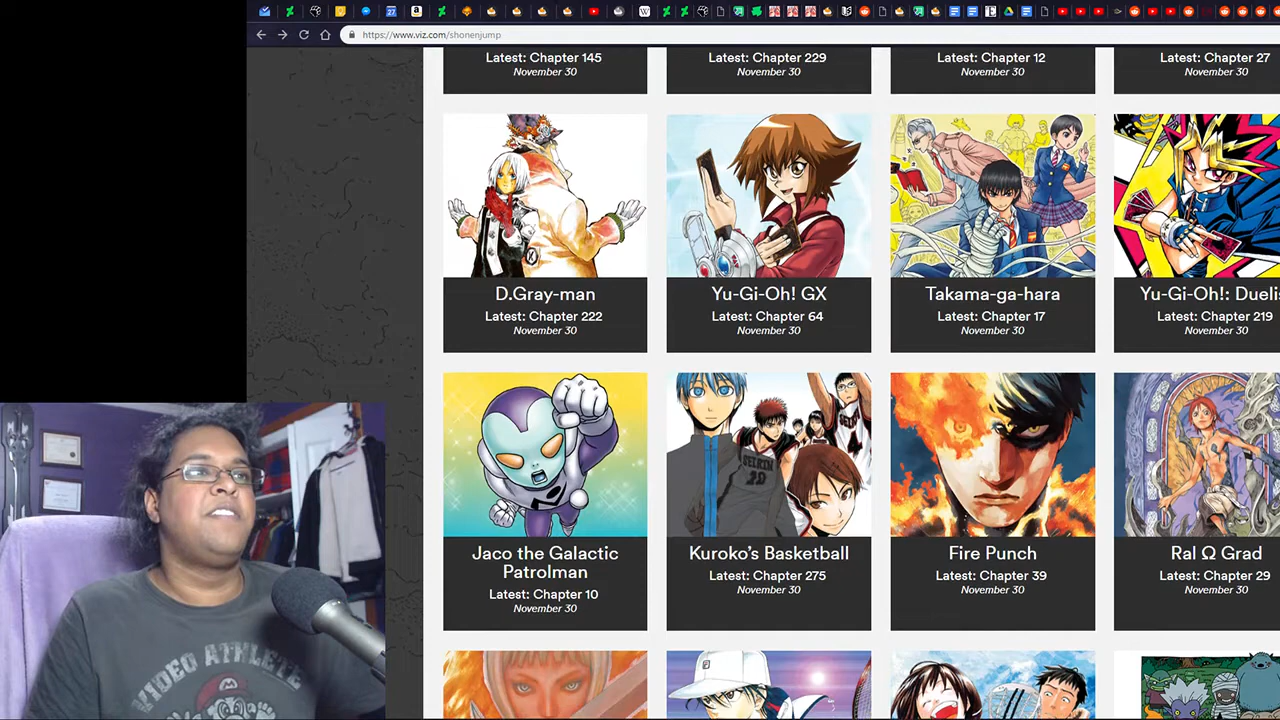 27
https://www.viz.com/shonenjump
Latest: Chapter 145
November 30
Latest: Chapter 229
November 30
Latest: Chapter 12
November 30
Latest: Chapter 27
November 30
D.Gray-man
Latest: Chapter 222
November 30
Yu-Gi-Oh! GX
Latest: Chapter 64
November 30
Takama-ga-hara
Latest: Chapter 17
November 30
Yu-Gi-Oh!: Duelis
Latest: Chapter 219
November 30
Jaco the Galactic
Patrolman
Latest: Chapter 10
November 30
Kuroko's Basketball
Latest: Chapter 275
November 30
Fire Punch
Latest: Chapter 39
November 30
Ral Ω Grad
Latest: Chapter 29
November 30
SEIRIN
VIDEO ATHLETE